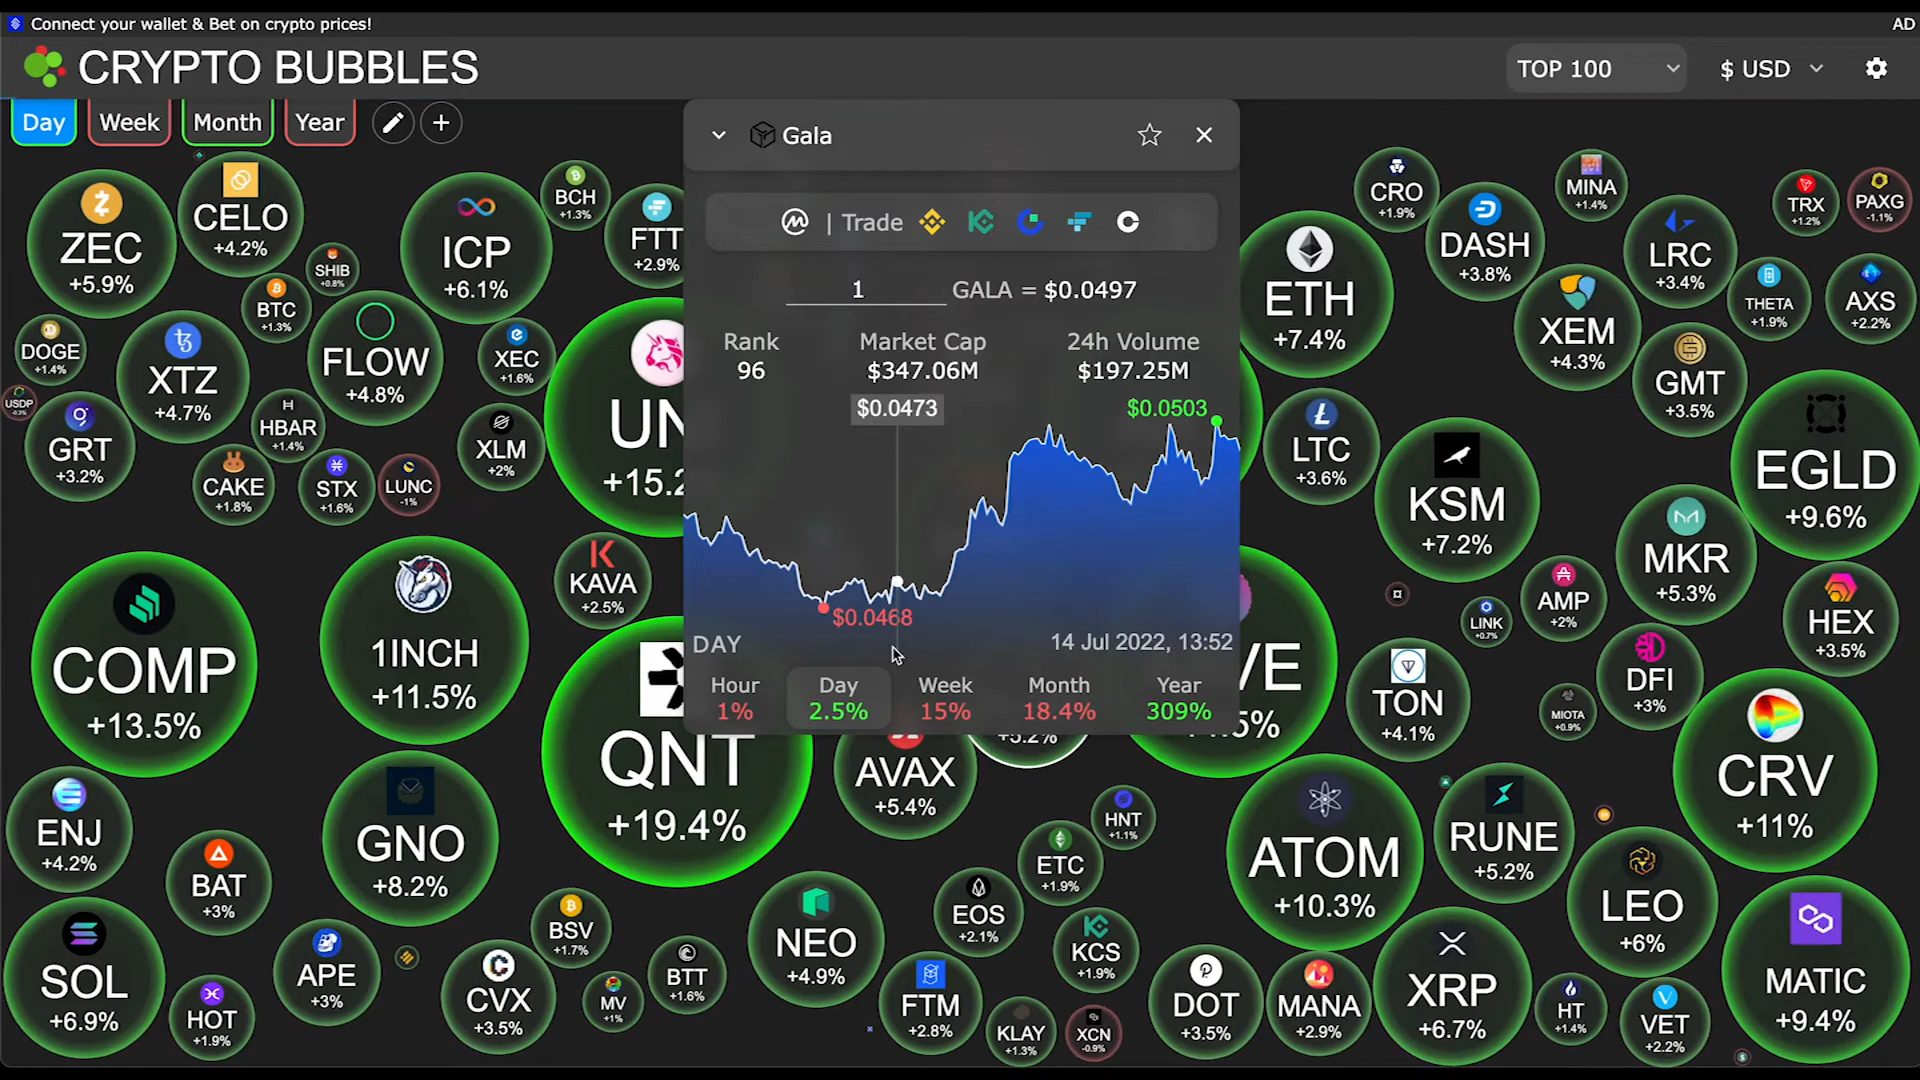 Connect your wallet & Bet on crypto prices!
AD
CRYPTO BUBBLES
TOP 100
$ USD
Day
Week
Month
Year
Gala
| Trade
1
GALA = $0.0497
Rank
96
Market Cap
$347.06M
24h Volume
$197.25M
$0.0473
$0.0503
$0.0468
DAY
14 Jul 2022, 13:52
Hour
1%
Day
2.5%
Week
15%
Month
18.4%
Year
309%
ZEC
+5.9%
CELO
+4.2%
SHIB
+0.8%
BTC
+1.3%
ICP
+6.1%
BCH
+1.3%
FTT
+2.9%
DOGE
+1.4%
XTZ
+4.7%
FLOW
+4.8%
XEC
+1.6%
USDP
GRT
+3.2%
HBAR
+1.4%
CAKE
+1.8%
STX
+1.6%
LUNC
-1%
XLM
+2%
UN
+15.2
KAVA
+2.5%
COMP
+13.5%
1INCH
+11.5%
QNT
+19.4%
GNO
+8.2%
ENJ
+4.2%
BAT
+3%
SOL
+6.9%
HOT
+1.9%
APE
+3%
CVX
+3.5%
BSV
+1.7%
MV
+1%
BTT
+1.6%
AVAX
+5.4%
+5.2%
NEO
+4.9%
FTM
+2.8%
EOS
+2.1%
ETC
+1.9%
HNT
+1.1%
KCS
+1.9%
KLAY
+1.3%
XCN
-0.9%
ETH
+7.4%
CRO
+1.9%
DASH
+3.8%
MINA
+1.4%
LRC
+3.4%
TRX
+1.2%
PAXG
-1.1%
XEM
+4.3%
THETA
+1.9%
AXS
+2.2%
GMT
+3.5%
LTC
+3.6%
KSM
+7.2%
EGLD
+9.6%
MKR
+5.3%
AMP
+2%
LINK
+0.7%
HEX
+3.5%
VE
.5%
TON
+4.1%
DFI
+3%
MIOTA
+0.9%
CRV
+11%
ATOM
+10.3%
RUNE
+5.2%
LEO
+6%
MATIC
+9.4%
DOT
+3.5%
MANA
+2.9%
XRP
+6.7%
HT
+1.4%
VET
+2.2%